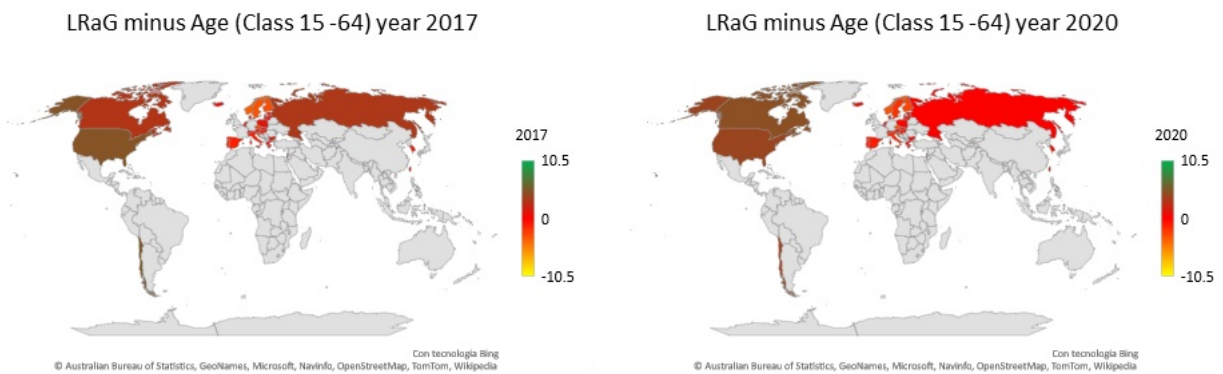 LRaG minus Age (Class 15 -64) year 2017
2017
10.5
0
-10.5
Con tecnologia Bing
© Australian Bureau of Statistics, GeoNames, Microsoft, Navinfo, OpenStreetMap, TomTom, Wikipedia
LRaG minus Age (Class 15 -64) year 2020
2020
10.5
0
-10.5
Con tecnologia Bing
© Australian Bureau of Statistics, GeoNames, Microsoft, Navinfo, OpenStreetMap, TomTom, Wikipedia